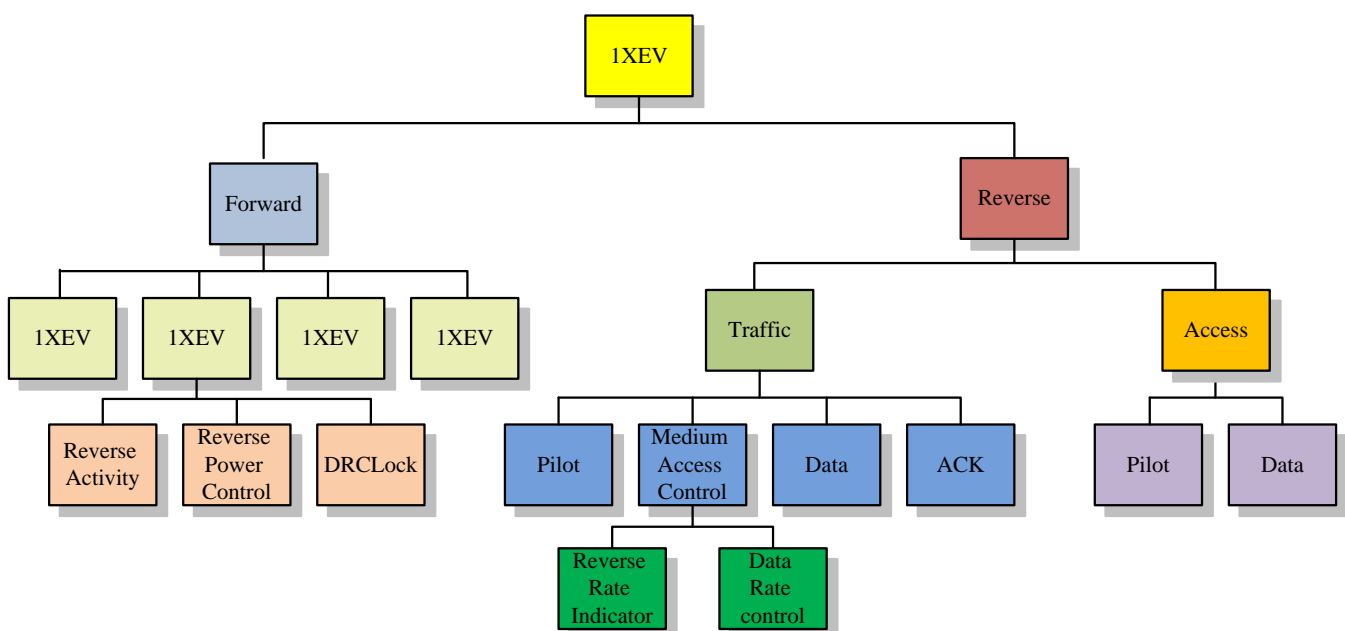 1XEV
Forward
Reverse
1XEV
1XEV
1XEV
1XEV
Traffic
Access
Reverse
Activity
Reverse
Power
Control
DRCLock
Pilot
Medium
Access
Control
Data
ACK
Pilot
Data
Reverse
Rate
Indicator
Data
Rate
control